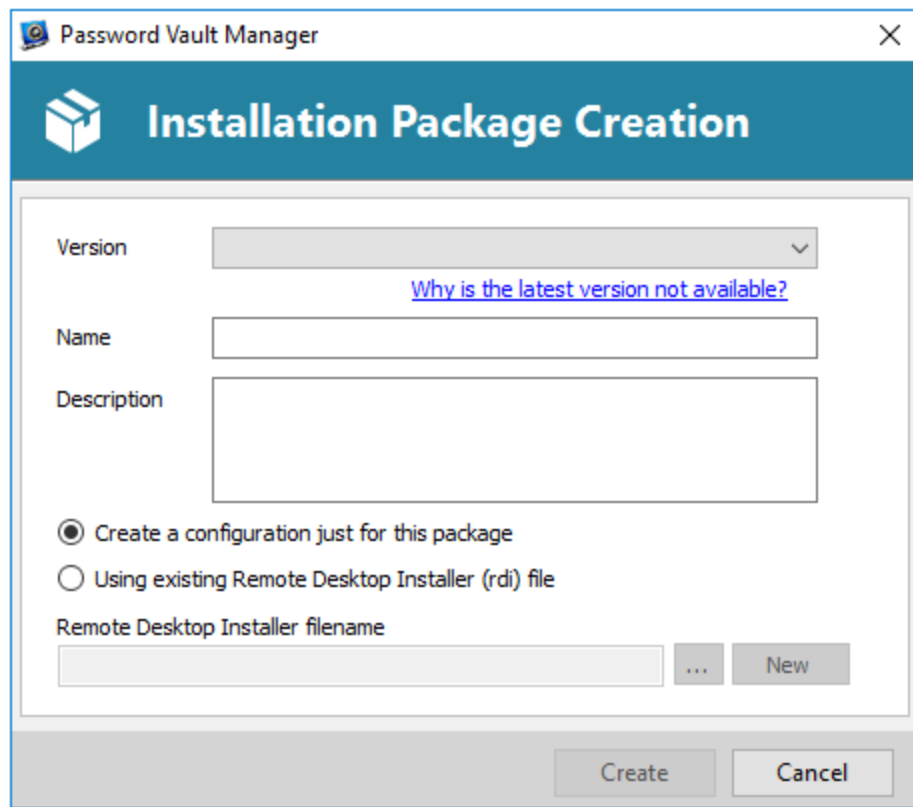 Password Vault Manager
Installation Package Creation
Version
Why is the latest version not available?
Name
Description
Create a configuration just for this package
Using existing Remote Desktop Installer (rdi) file
Remote Desktop Installer filename
... New
Create Cancel